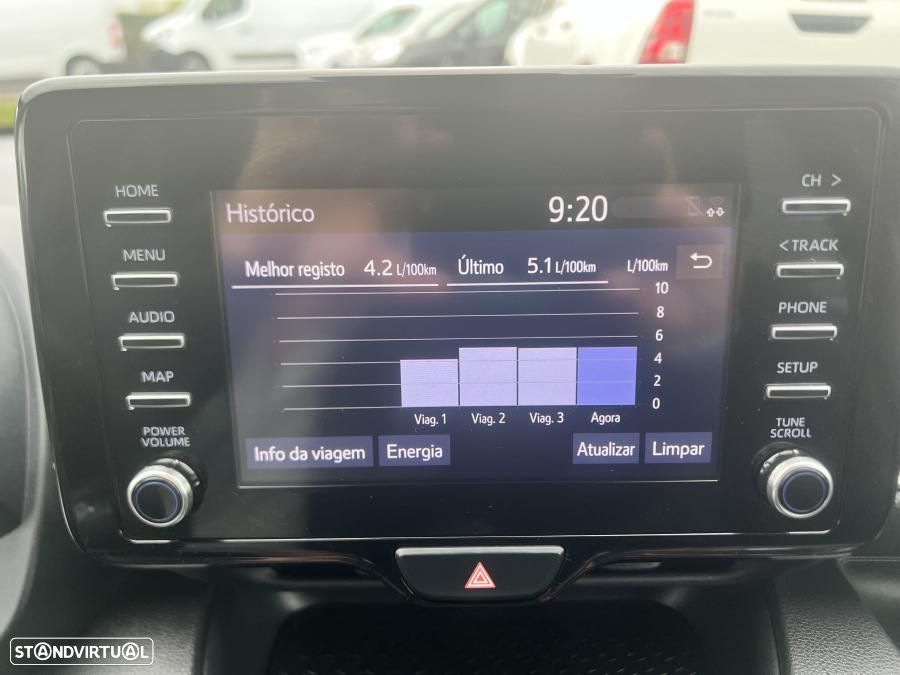 HOME
MENU
AUDIO
MAP
POWER
VOLUME
Histórico 9:20
Melhor registo 4.2 L/100km Último 5.1 L/100km L/100km
10
8
6
4
2
0
Viag. 1 Viag. 2 Viag. 3 Agora
Info da viagem Energia Atualizar Limpar
CH >
< TRACK
PHONE
SETUP
TUNE
SCROLL
STANDVIRTUAL